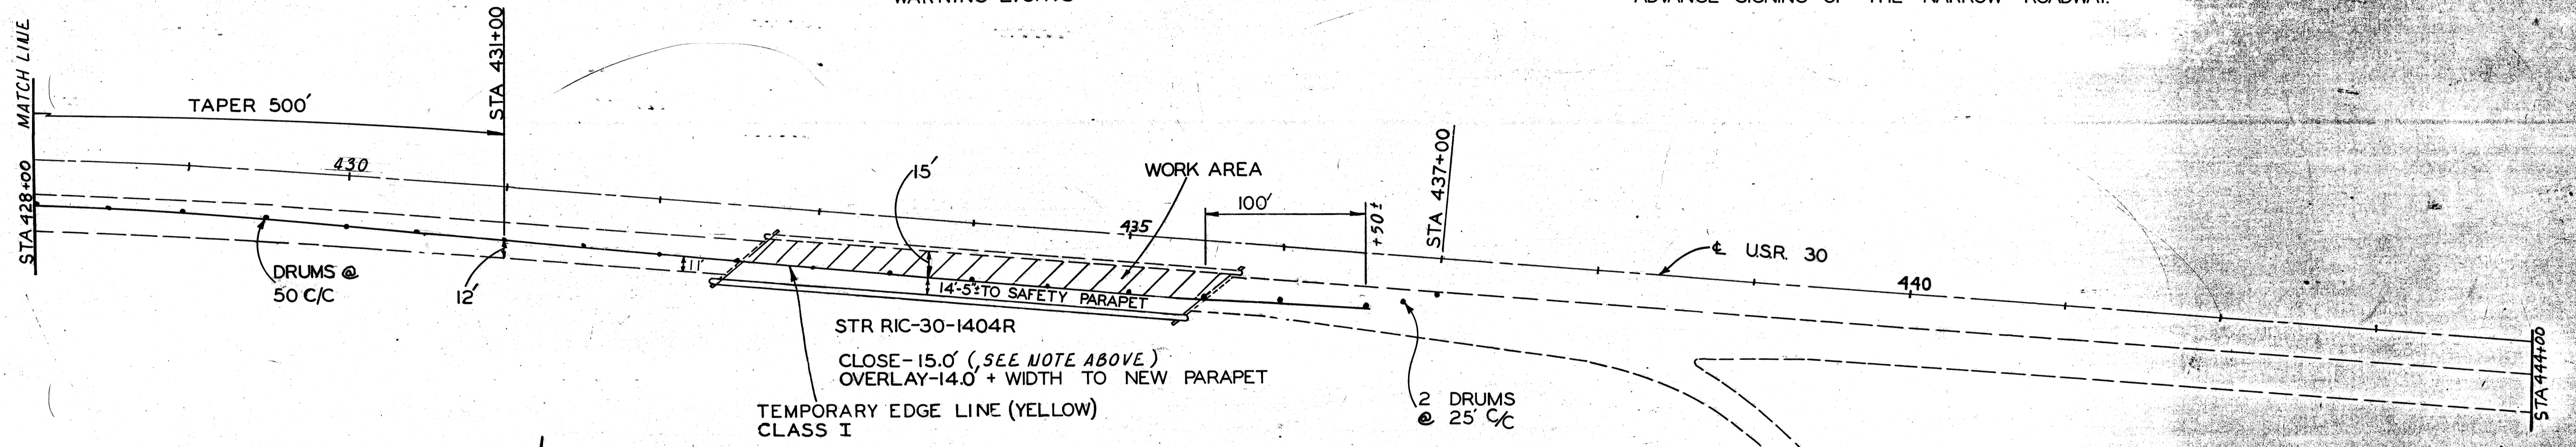 WARNING LIGHTS
ADVANCE SIGNING OF THE NARROW ROADWAY.
MATCH LINE
STA 428+00
TAPER 500'
STA 431+00
430
DRUMS @
50 C/C
12'
11'
15'
WORK AREA
14'-5"± TO SAFETY PARAPET
100'
435
+50±
STA 437+00
℄ U.S.R. 30
440
STA 444+00
STR RIC-30-1404R
CLOSE-15.0' (SEE NOTE ABOVE)
OVERLAY-14.0' + WIDTH TO NEW PARAPET
TEMPORARY EDGE LINE (YELLOW)
CLASS I
2 DRUMS
@ 25' C/C